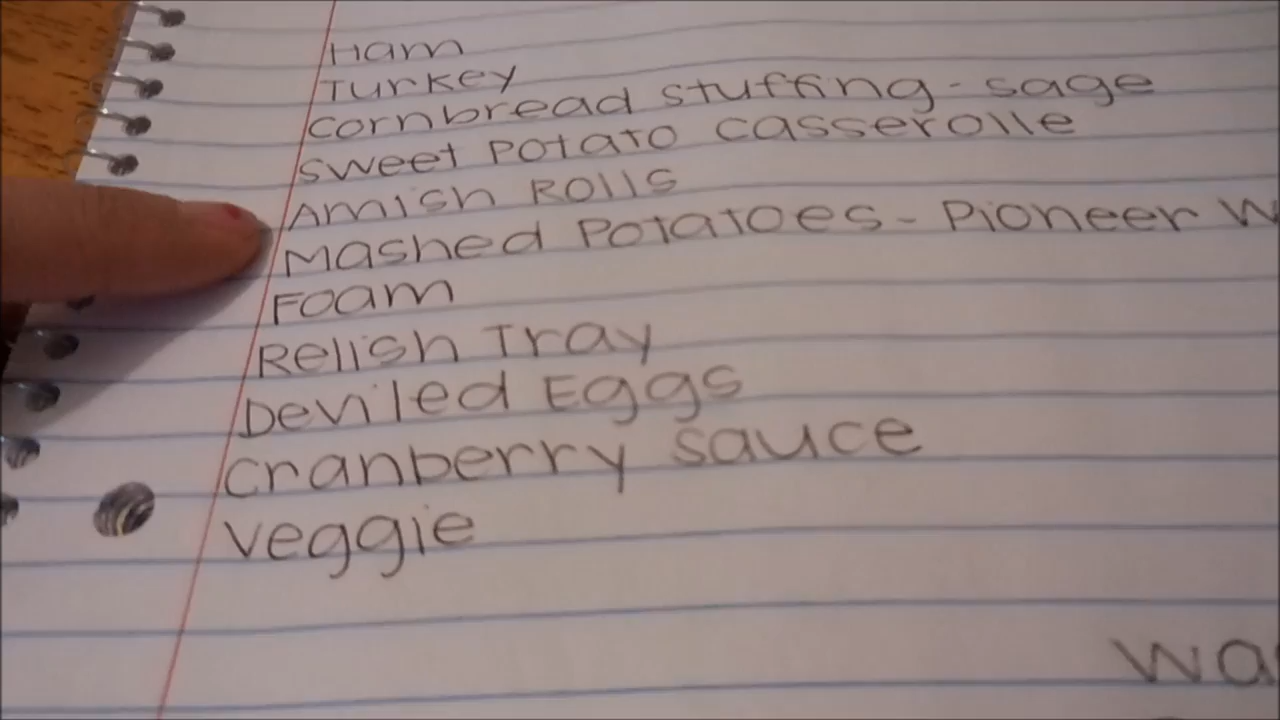 Ham
Turkey
cornbread stuffing - sage
sweet Potato casserolle
Amish Rolls
Mashed Potatoes - Pioneer
Foam
Relish Tray
Deviled Eggs
cranberry sauce
veggie